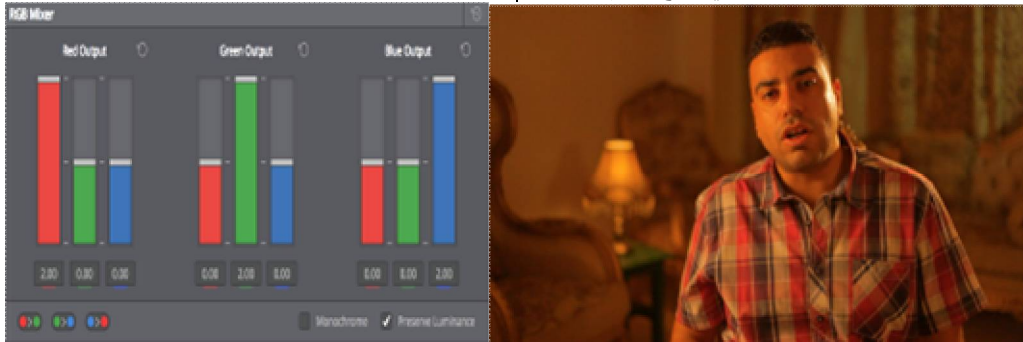 RGB Mixer
Red Output Green Output Blue Output
2.00 0.00 0.00 0.00 2.00 0.00 0.00 0.00 2.00
Monochrome Preserve Luminance